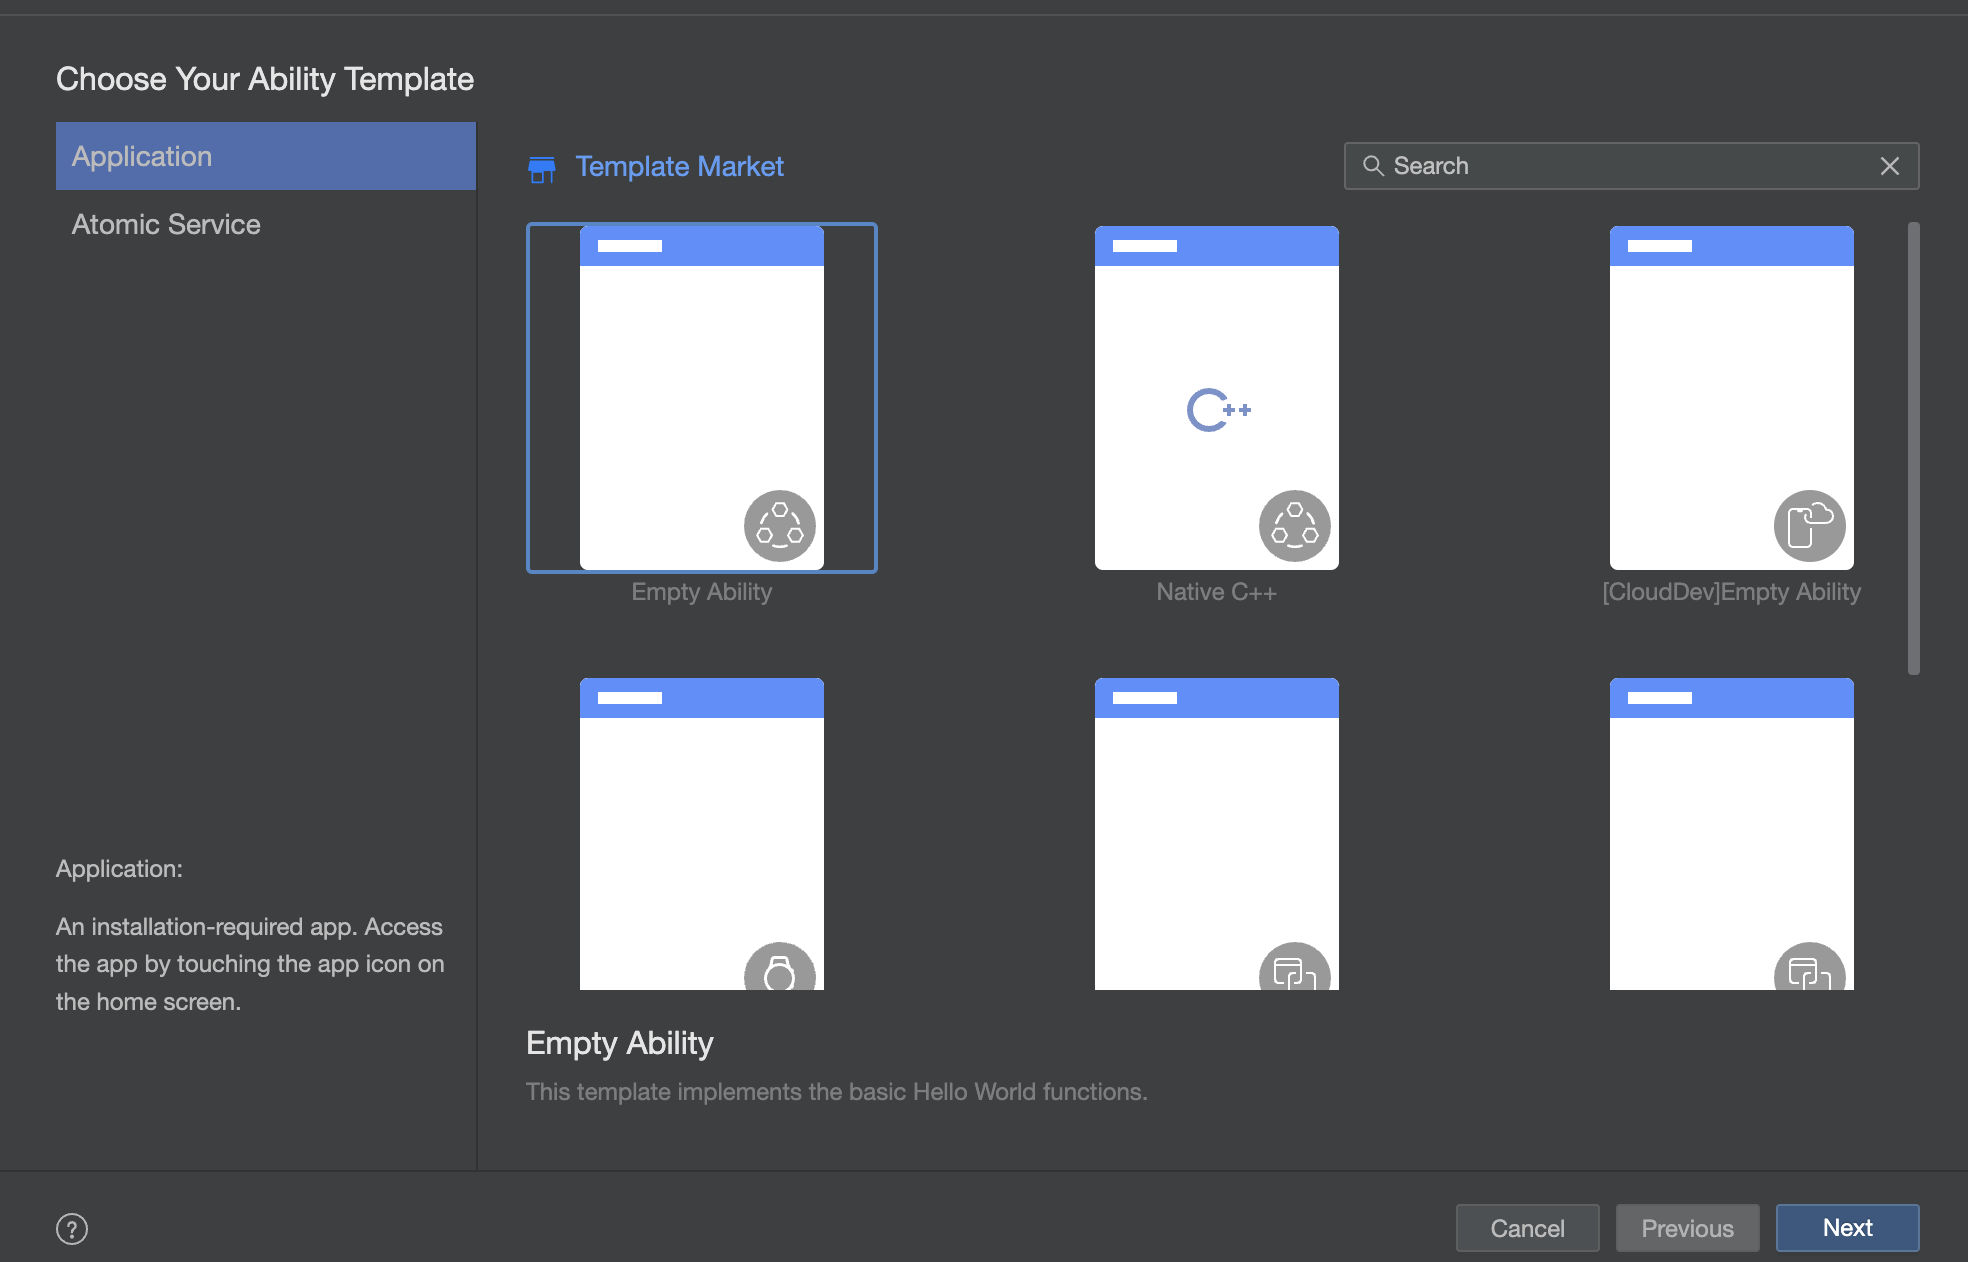 Choose Your Ability Template
Application
Atomic Service
Template Market
Search
C++
Empty Ability
Native C++
[CloudDev]Empty Ability
Application:
An installation-required app. Access
the app by touching the app icon on
the home screen.
Empty Ability
This template implements the basic Hello World functions.
?
Cancel
Previous
Next